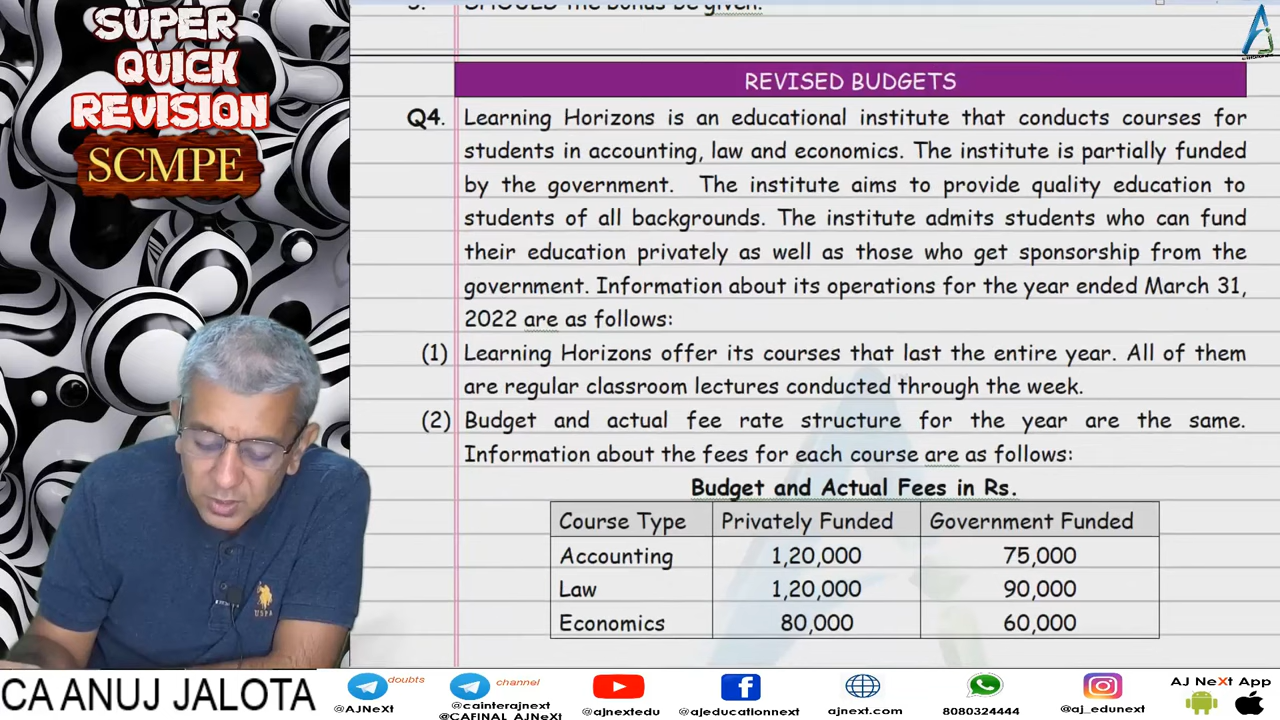 SUPER
QUICK
REVISION
SCMPE
SHOULD the bonus be given.
REVISED BUDGETS
Q4. Learning Horizons is an educational institute that conducts courses for
students in accounting, law and economics. The institute is partially funded
by the government. The institute aims to provide quality education to
students of all backgrounds. The institute admits students who can fund
their education privately as well as those who get sponsorship from the
government. Information about its operations for the year ended March 31,
2022 are as follows:
(1) Learning Horizons offer its courses that last the entire year. All of them
are regular classroom lectures conducted through the week.
(2) Budget and actual fee rate structure for the year are the same.
Information about the fees for each course are as follows:
Budget and Actual Fees in Rs.
Course Type Privately Funded Government Funded
Accounting 1,20,000 75,000
Law 1,20,000 90,000
Economics 80,000 60,000
USPA
CA ANUJ JALOTA
doubts
@AJNeXt
channel
@cainterajnext
@CAFINAL_AJNeXt
@ajnextedu
@ajeducationnext
ajnext.com
8080324444
@aj_edunext
AJ NeXt App